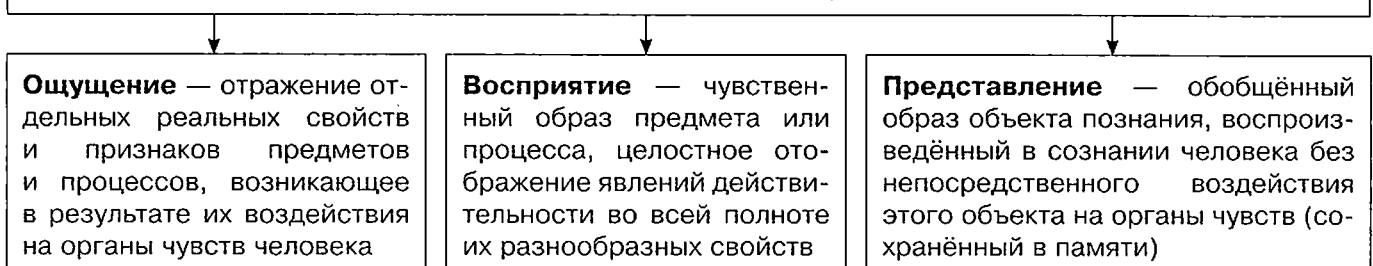 Ощущение — отражение от-
дельных реальных свойств
и признаков предметов
и процессов, возникающее
в результате их воздействия
на органы чувств человека
Восприятие — чувствен-
ный образ предмета или
процесса, целостное ото-
бражение явлений действи-
тельности во всей полноте
их разнообразных свойств
Представление — обобщённый
образ объекта познания, воспроиз-
ведённый в сознании человека без
непосредственного воздействия
этого объекта на органы чувств (со-
хранённый в памяти)